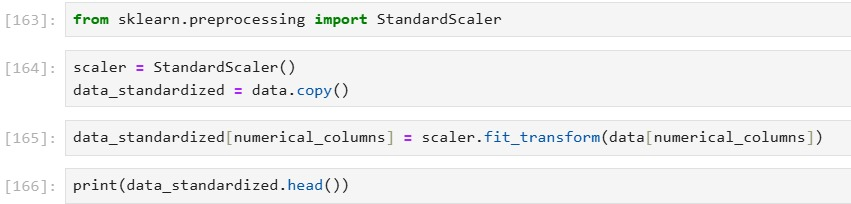 [163]: from sklearn.preprocessing import StandardScaler
[164]: scaler = StandardScaler()
data_standardized = data.copy()
[165]: data_standardized[numerical_columns] = scaler.fit_transform(data[numerical_columns])
[166]: print(data_standardized.head())